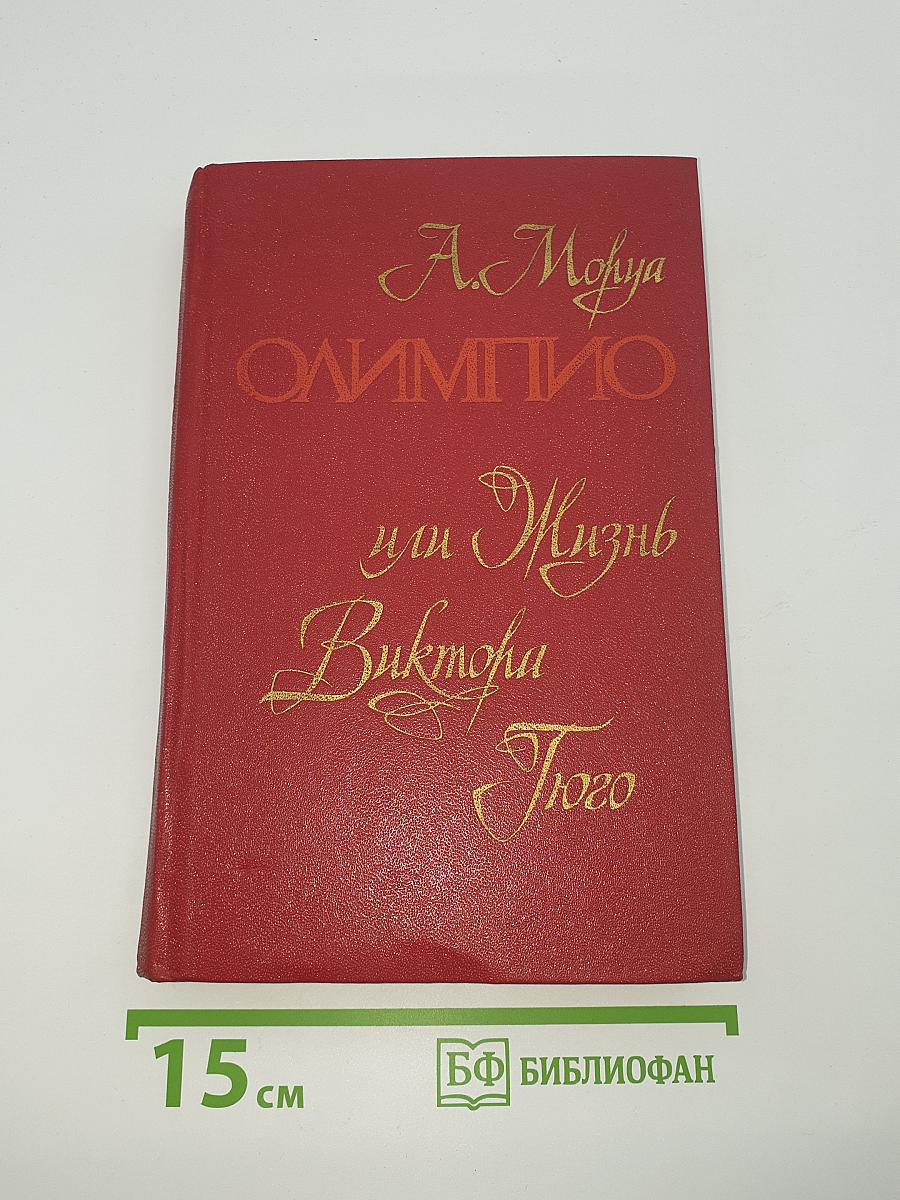 А. Моруа
ОЛИМПИО
или Жизнь
Виктора
Гюго
15 см
БФ БИБЛИОФАН